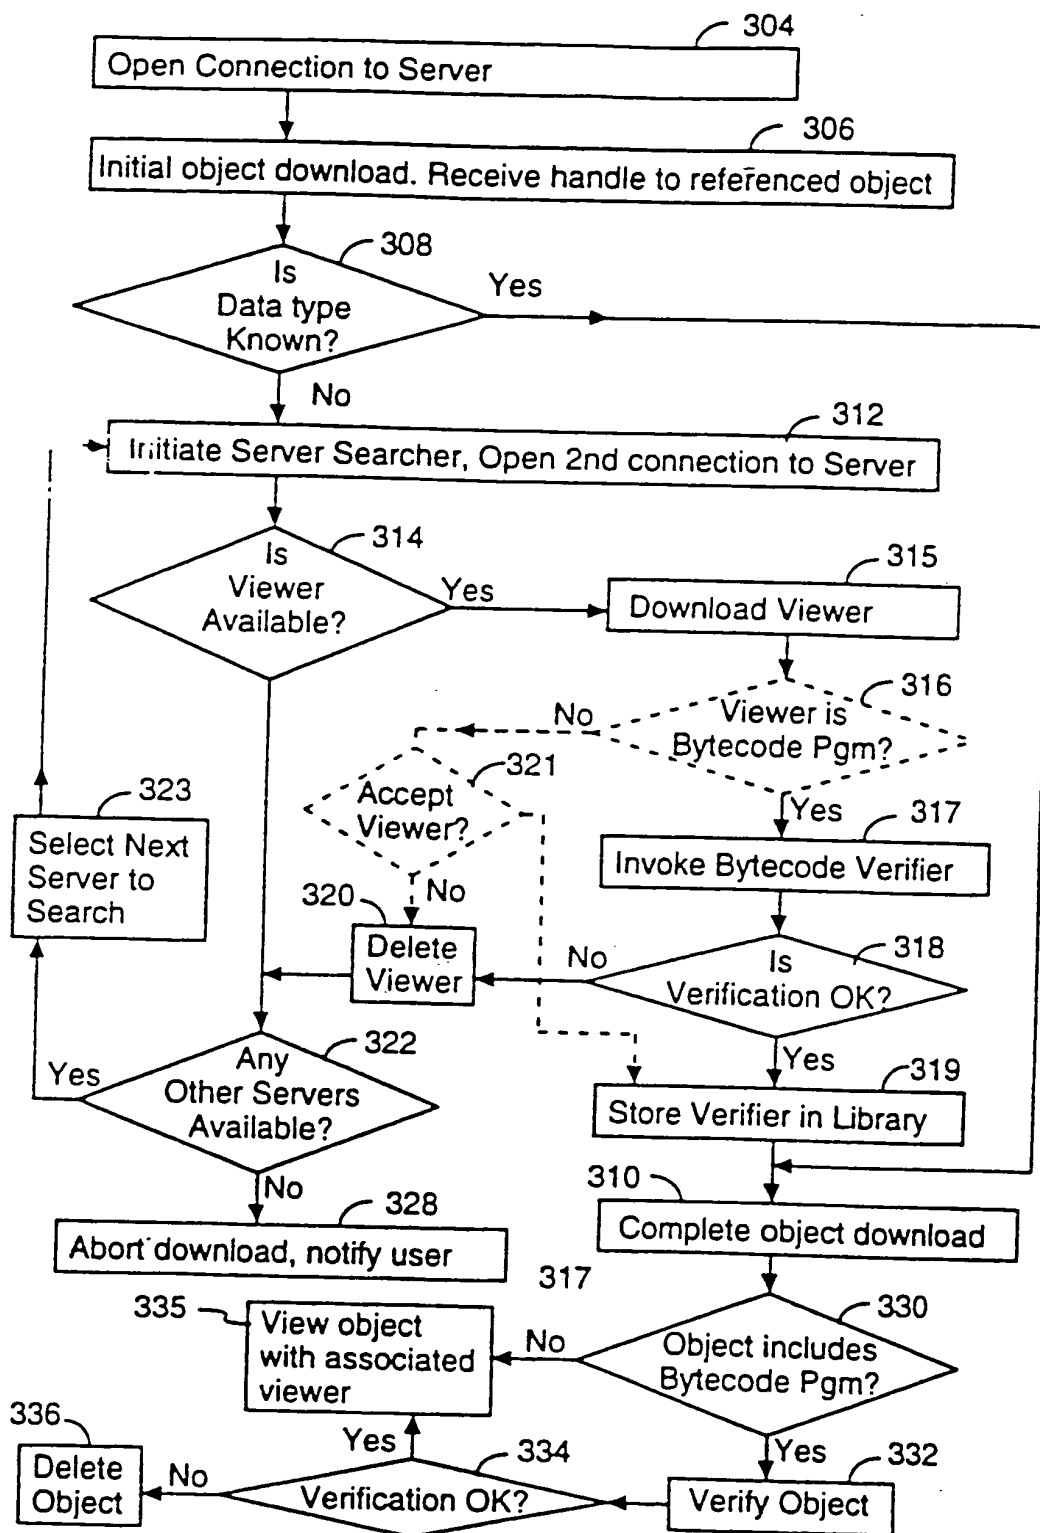 304
Open Connection to Server
306
Initial object download. Receive handle to referenced object
308
Is
Data type
Known?
Yes
No
312
Initiate Server Searcher, Open 2nd connection to Server
314
Is
Viewer
Available?
Yes
315
Download Viewer
316
Viewer is
Bytecode Pgm?
No
321
Accept
Viewer?
Yes
323
Select Next
Server to
Search
317
Invoke Bytecode Verifier
No
320
Delete
Viewer
318
Is
Verification OK?
No
Yes
322
Any
Other Servers
Available?
Yes
319
Store Verifier in Library
No
310
Complete object download
328
Abort download, notify user
317
330
Object includes
Bytecode Pgm?
No
335
View object
with associated
viewer
Yes
Yes
336
Delete
Object
No
334
Verification OK?
332
Verify Object